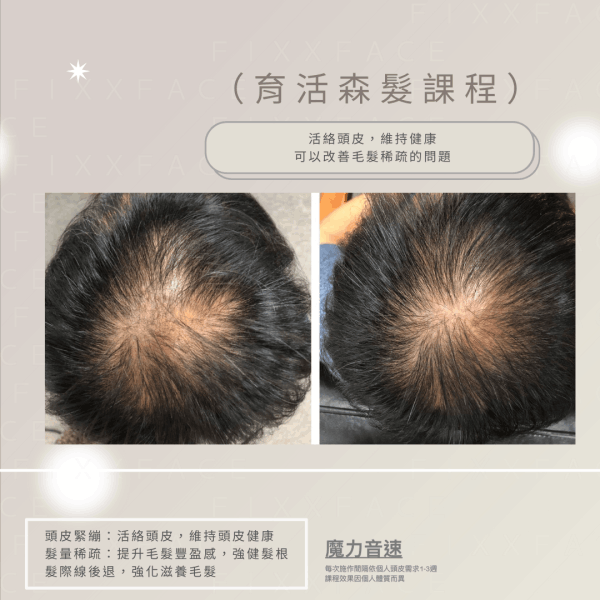 FIXXFACE
（育活森髮課程）
活絡頭皮，維持健康
可以改善毛髮稀疏的問題
頭皮緊繃：活絡頭皮，維持頭皮健康
髮量稀疏：提升毛髮豐盈感，強健髮根
髮際線後退，強化滋養毛髮
魔力音速
每次施作間隔依個人頭皮需求1-3週
課程效果因個人體質而異